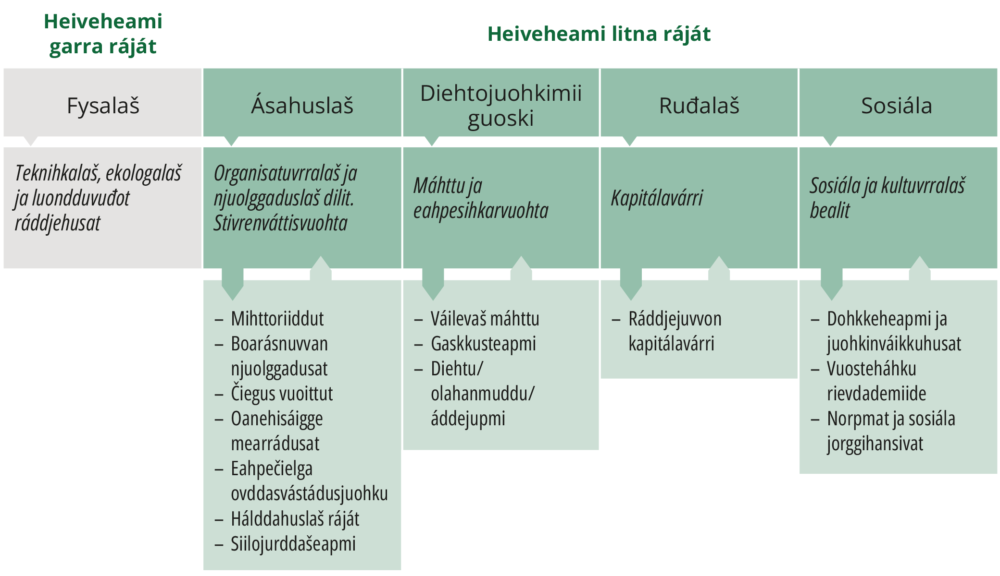 Heiveheami
garra ráját
Heiveheami litna ráját
Fysalaš
Ásahuslaš
Diehtojuohkimii
guoski
Ruđalaš
Sosiála
Teknihkalaš, ekologalaš
ja luondduvuđot
ráddjehusat
Organisatuvrralaš ja
njuolggaduslaš dilit.
Stivrenváttisvuohta
Máhttu ja
eahpesihkarvuohta
Kapitálavárri
Sosiála ja kultuvrralaš
bealit
– Mihttoriiddut
– Boarásnuvvan
njuolggadusat
– Čiegus vuoittut
– Oanehisáigge
mearrádusat
– Eahpečielga
ovddasvástádusjuohku
– Hálddahuslaš ráját
– Siilojurddašeapmi
– Váilevaš máhttu
– Gaskkusteapmi
– Diehtu/
olahanmuddu/
áddejupmi
– Ráddjejuvvon
kapitálavárri
– Dohkkeheapmi ja
juohkinváikkuhusat
– Vuosteháhku
rievdademiide
– Norpmat ja sosiála
jorggihansivat